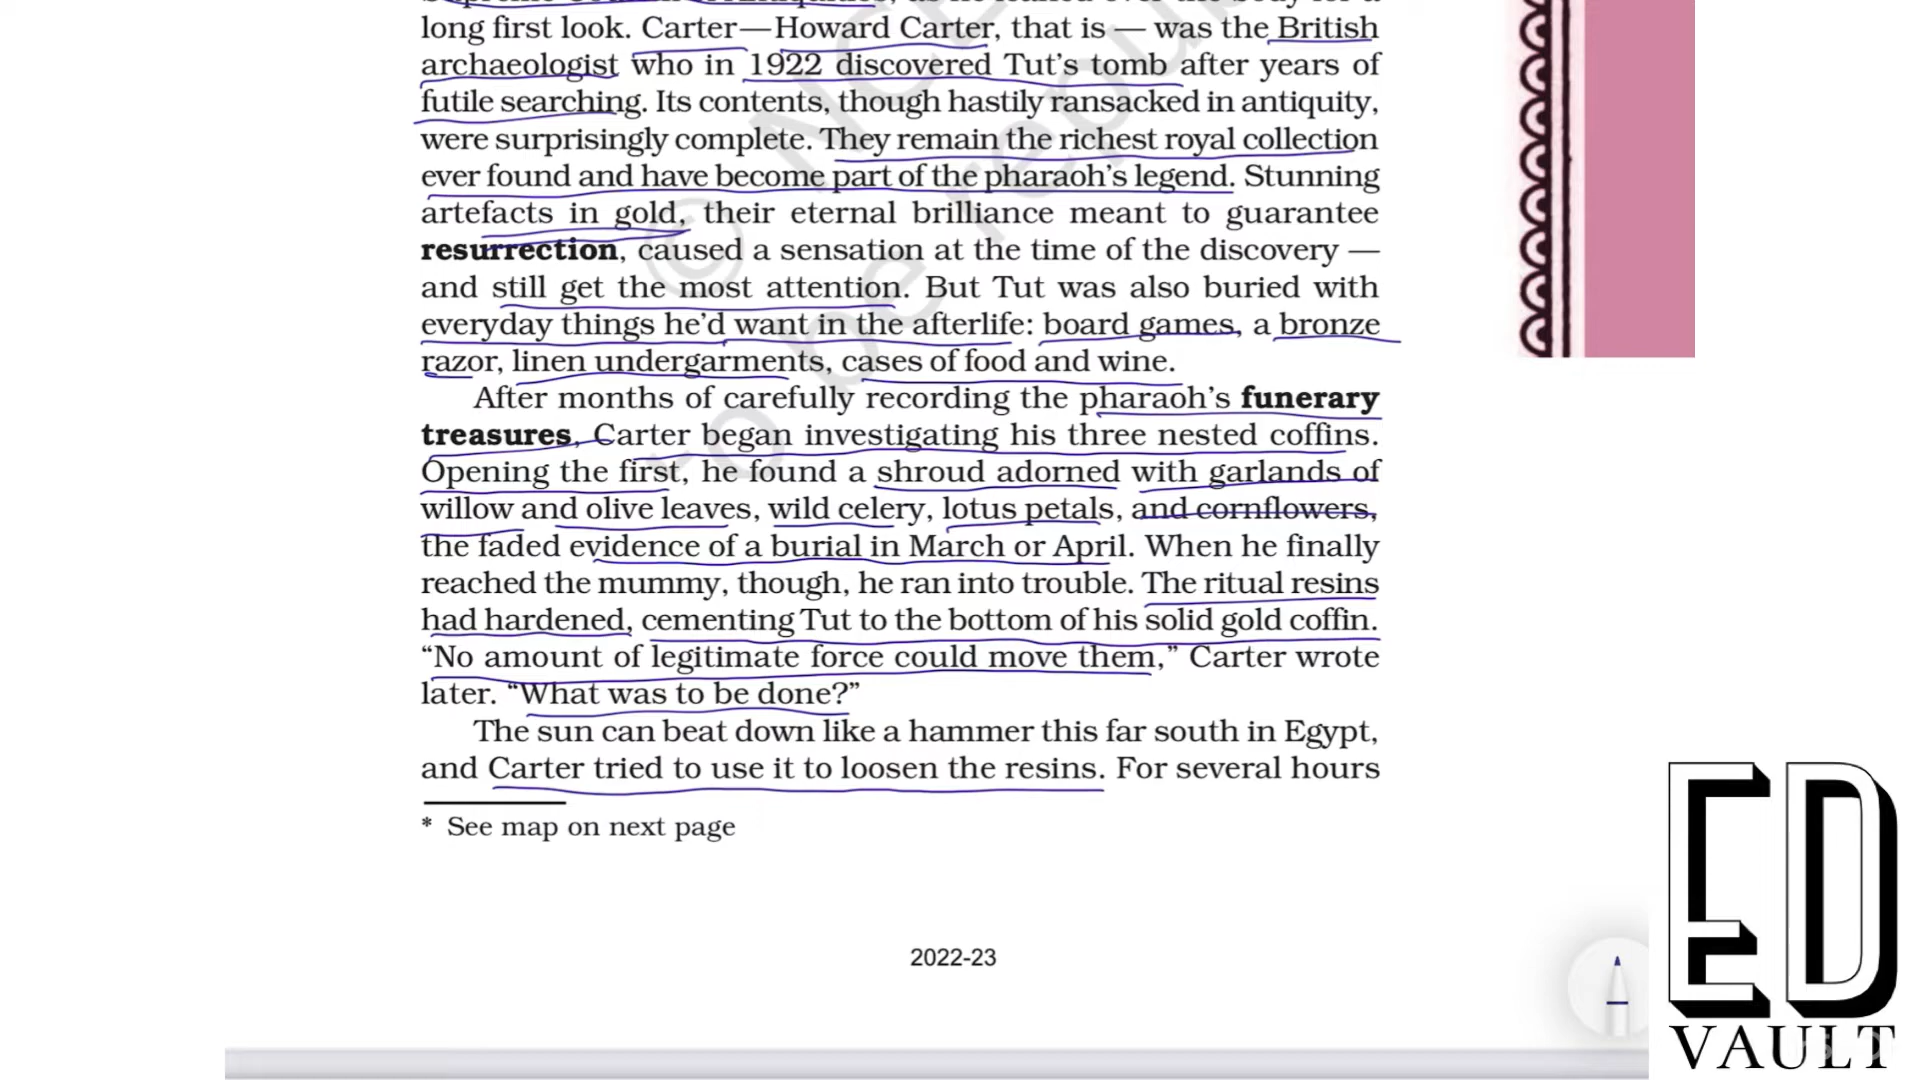 long first look. Carter—Howard Carter, that is — was the British
archaeologist who in 1922 discovered Tut's tomb after years of
futile searching. Its contents, though hastily ransacked in antiquity,
were surprisingly complete. They remain the richest royal collection
ever found and have become part of the pharaoh's legend. Stunning
artefacts in gold, their eternal brilliance meant to guarantee
resurrection, caused a sensation at the time of the discovery —
and still get the most attention. But Tut was also buried with
everyday things he'd want in the afterlife: board games, a bronze
razor, linen undergarments, cases of food and wine.
After months of carefully recording the pharaoh's funerary
treasures, Carter began investigating his three nested coffins.
Opening the first, he found a shroud adorned with garlands of
willow and olive leaves, wild celery, lotus petals, and cornflowers,
the faded evidence of a burial in March or April. When he finally
reached the mummy, though, he ran into trouble. The ritual resins
had hardened, cementing Tut to the bottom of his solid gold coffin.
“No amount of legitimate force could move them,” Carter wrote
later. “What was to be done?”
The sun can beat down like a hammer this far south in Egypt,
and Carter tried to use it to loosen the resins. For several hours
* See map on next page
2022-23
ED
VAULT